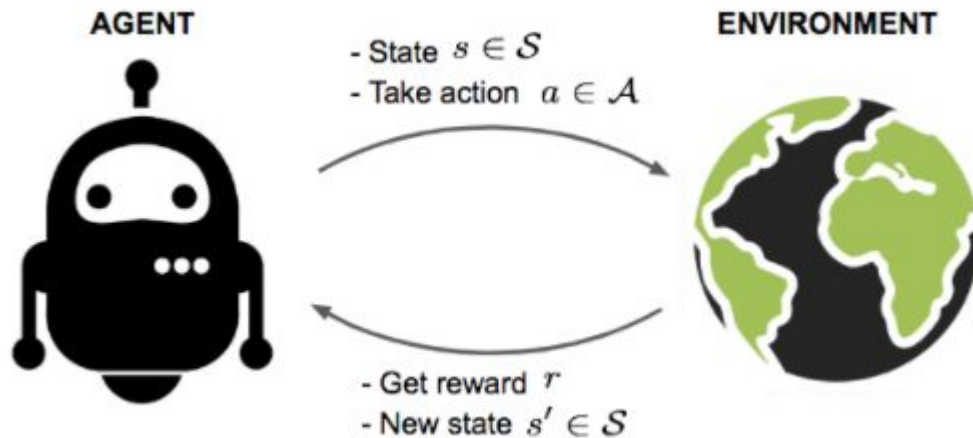 AGENT
ENVIRONMENT
- State s ∈ 𝒮
- Take action a ∈ 𝒜
- Get reward r
- New state s′ ∈ 𝒮